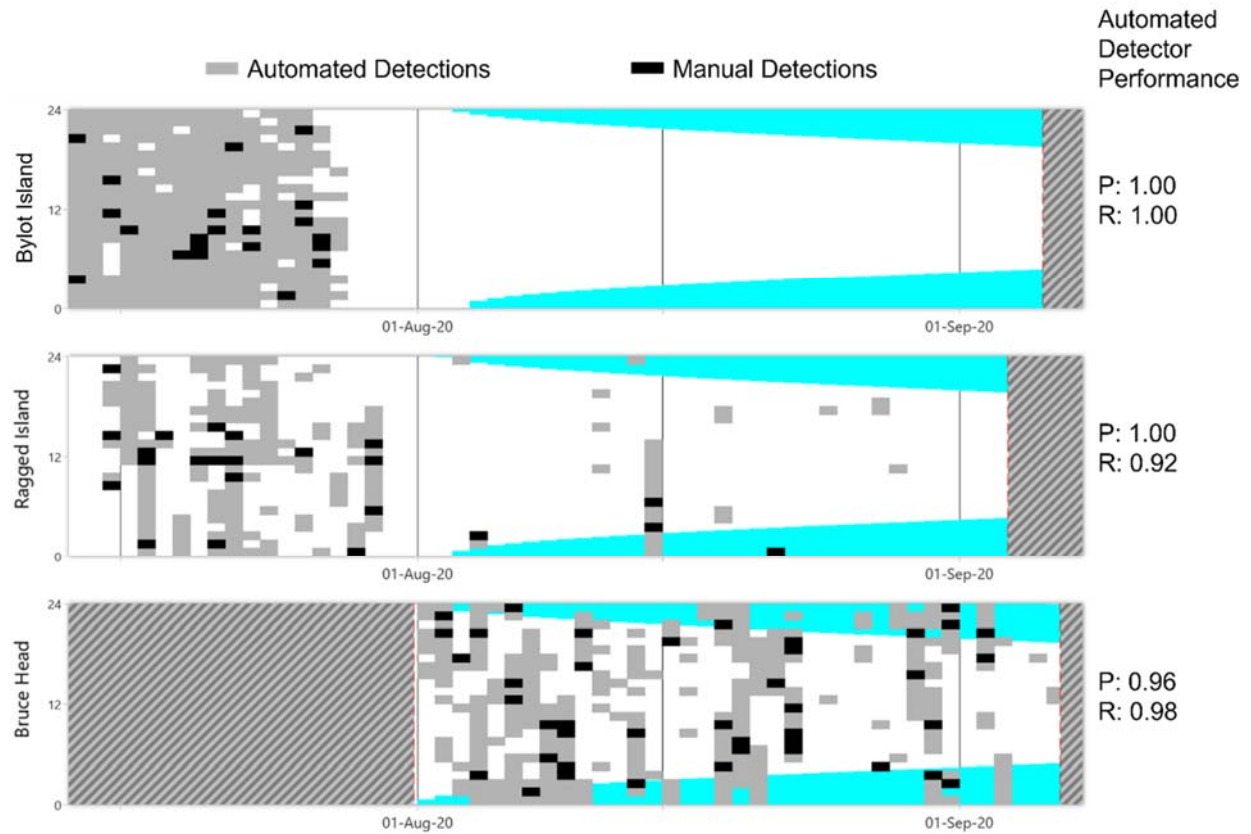 Automated
Detector
Performance
Automated Detections
Manual Detections
24
12
0
Bylot Island
01-Aug-20
01-Sep-20
P: 1.00
R: 1.00
24
12
0
Ragged Island
01-Aug-20
01-Sep-20
P: 1.00
R: 0.92
24
12
0
Bruce Head
01-Aug-20
01-Sep-20
P: 0.96
R: 0.98